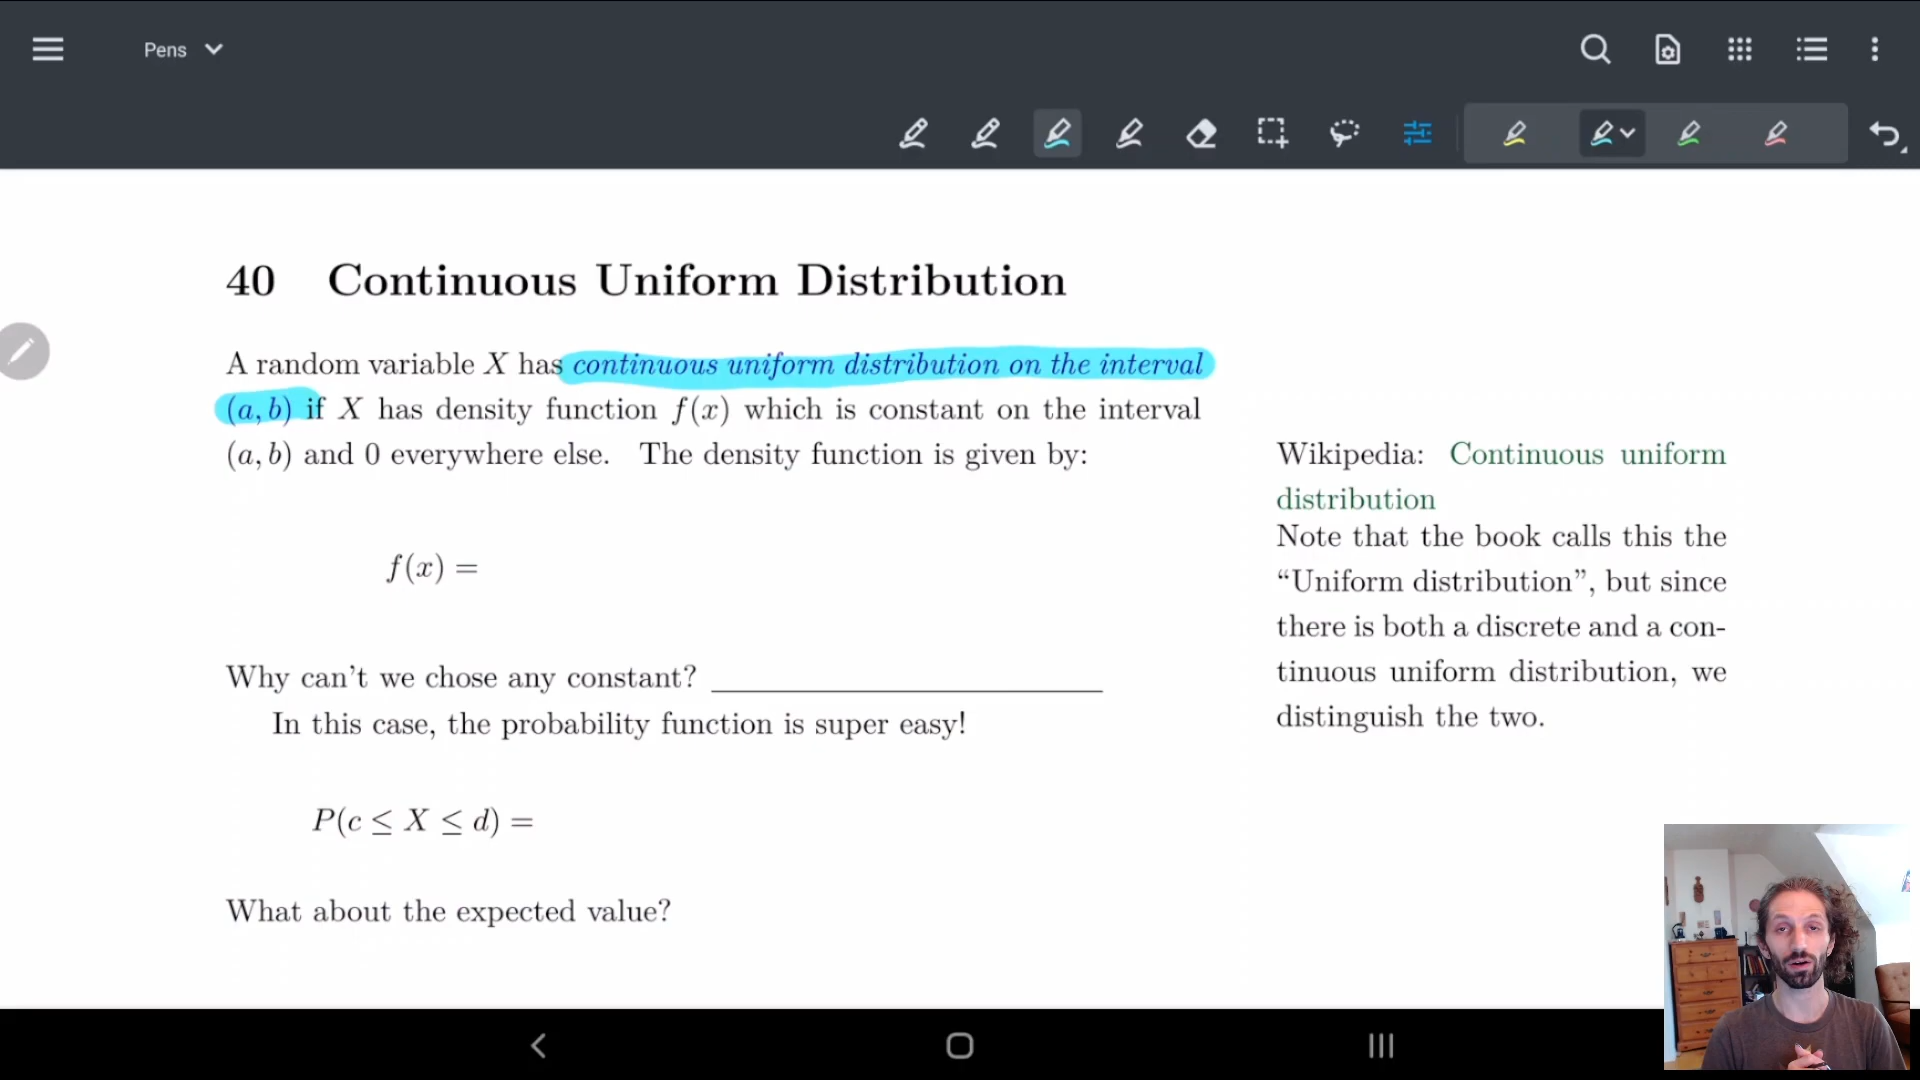 Pens
40 Continuous Uniform Distribution
A random variable X has continuous uniform distribution on the interval
(a, b) if X has density function f(x) which is constant on the interval
(a, b) and 0 everywhere else. The density function is given by:
f(x) =
Why can't we chose any constant? ____________________
In this case, the probability function is super easy!
P(c ≤ X ≤ d) =
What about the expected value?
Wikipedia: Continuous uniform
distribution
Note that the book calls this the
“Uniform distribution”, but since
there is both a discrete and a con-
tinuous uniform distribution, we
distinguish the two.